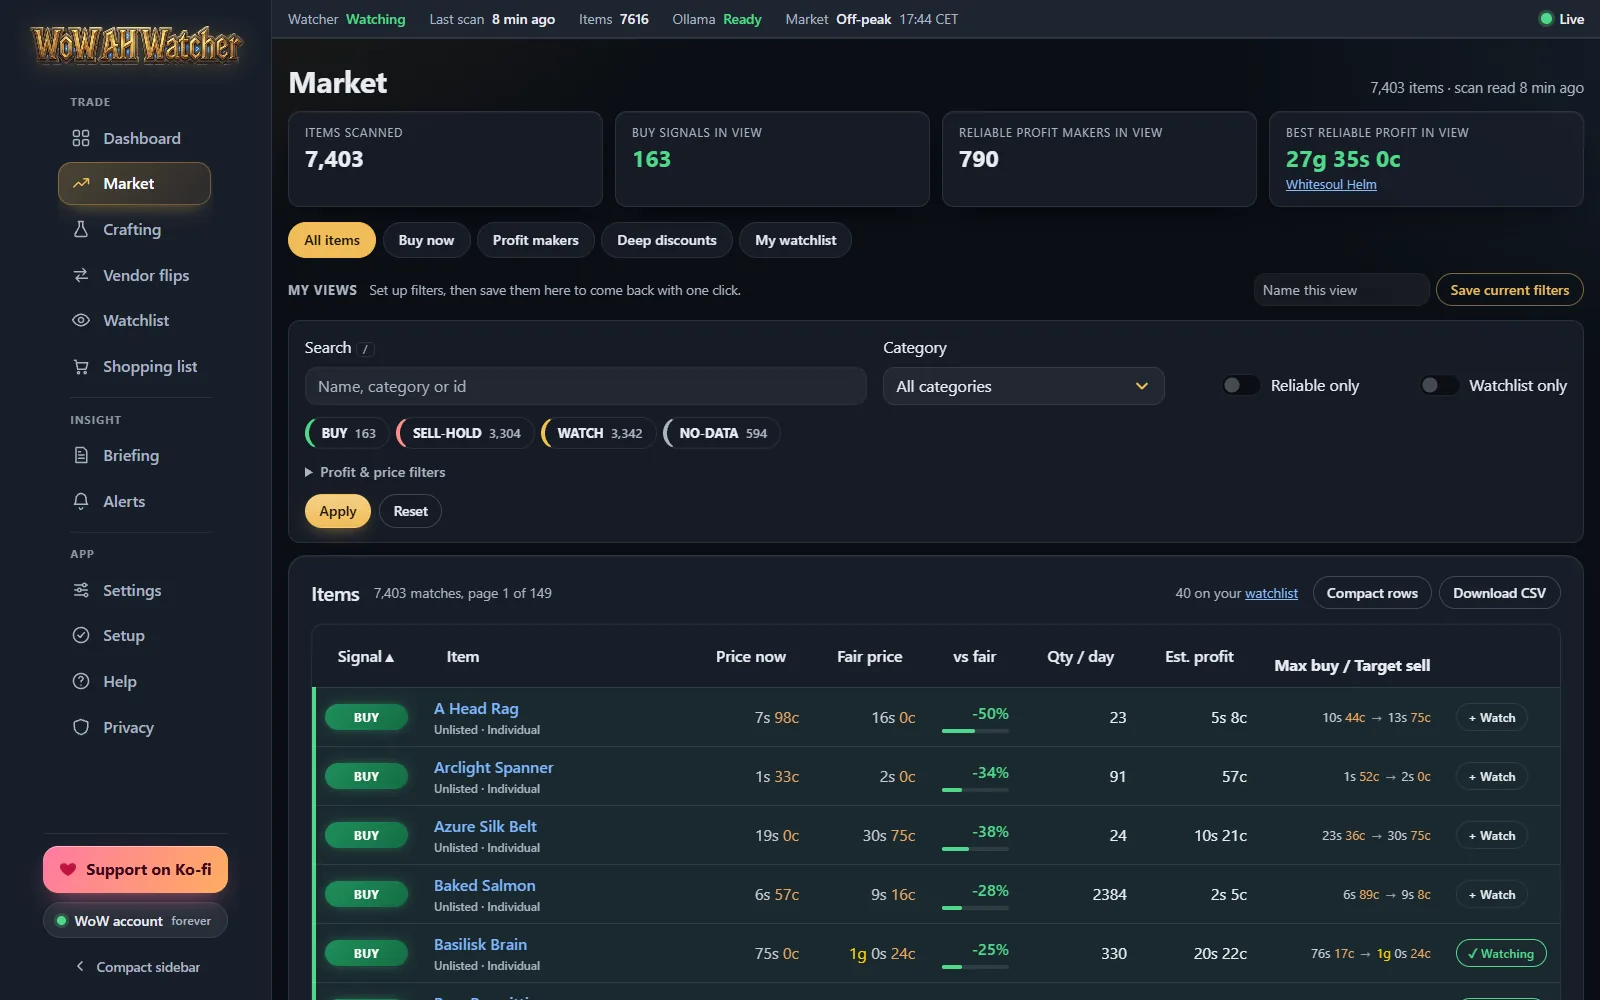 WoW AH Watcher
Watcher Watching Last scan 8 min ago Items 7616 Ollama Ready Market Off-peak 17:44 CET Live
TRADE
Dashboard
Market
Crafting
Vendor flips
Watchlist
Shopping list
INSIGHT
Briefing
Alerts
APP
Settings
Setup
Help
Privacy
Support on Ko-fi
WoW account forever
Compact sidebar
Market
7,403 items · scan read 8 min ago
ITEMS SCANNED
7,403
BUY SIGNALS IN VIEW
163
RELIABLE PROFIT MAKERS IN VIEW
790
BEST RELIABLE PROFIT IN VIEW
27g 35s 0c
Whitesoul Helm
All items Buy now Profit makers Deep discounts My watchlist
MY VIEWS Set up filters, then save them here to come back with one click. Name this view Save current filters
Search /
Name, category or id
Category
All categories
Reliable only Watchlist only
BUY 163 SELL-HOLD 3,304 WATCH 3,342 NO-DATA 594
Profit & price filters
Apply Reset
Items 7,403 matches, page 1 of 149 40 on your watchlist Compact rows Download CSV
Signal▲ Item Price now Fair price vs fair Qty / day Est. profit Max buy / Target sell
BUY A Head Rag 7s 98c 16s 0c -50% 23 5s 8c 10s 44c → 13s 75c + Watch
Unlisted · Individual
BUY Arclight Spanner 1s 33c 2s 0c -34% 91 57c 1s 52c → 2s 0c + Watch
Unlisted · Individual
BUY Azure Silk Belt 19s 0c 30s 75c -38% 24 10s 21c 23s 36c → 30s 75c + Watch
Unlisted · Individual
BUY Baked Salmon 6s 57c 9s 16c -28% 2384 2s 5c 6s 89c → 9s 8c + Watch
Unlisted · Individual
BUY Basilisk Brain 75s 0c 1g 0s 24c -25% 330 20s 22c 76s 17c → 1g 0s 24c ✓ Watching
Unlisted · Individual